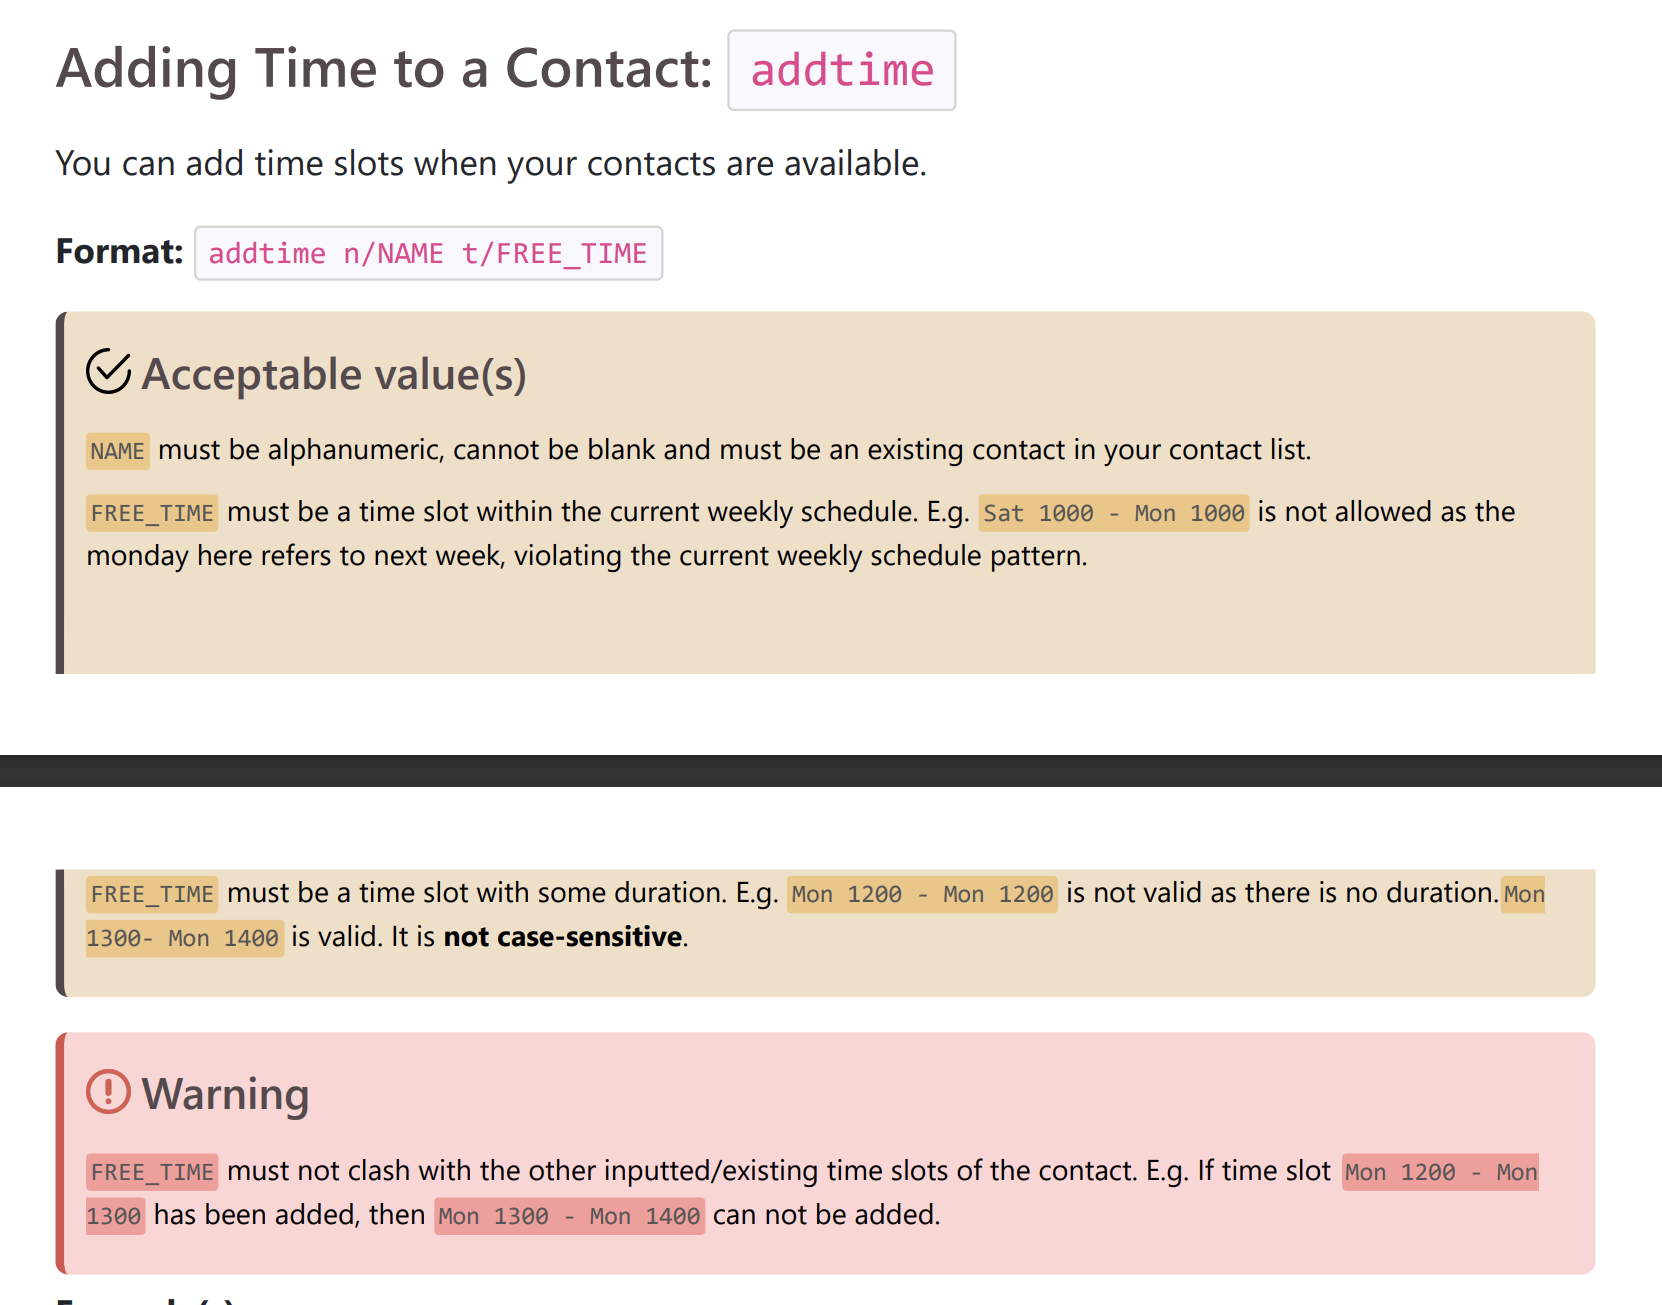 Adding Time to a Contact: addtime
You can add time slots when your contacts are available.
Format: addtime n/NAME t/FREE_TIME
Acceptable value(s)
NAME must be alphanumeric, cannot be blank and must be an existing contact in your contact list.
FREE_TIME must be a time slot within the current weekly schedule. E.g. Sat 1000 - Mon 1000 is not allowed as the
monday here refers to next week, violating the current weekly schedule pattern.
FREE_TIME must be a time slot with some duration. E.g. Mon 1200 - Mon 1200 is not valid as there is no duration. Mon
1300- Mon 1400 is valid. It is not case-sensitive.
Warning
FREE_TIME must not clash with the other inputted/existing time slots of the contact. E.g. If time slot Mon 1200 - Mon
1300 has been added, then Mon 1300 - Mon 1400 can not be added.